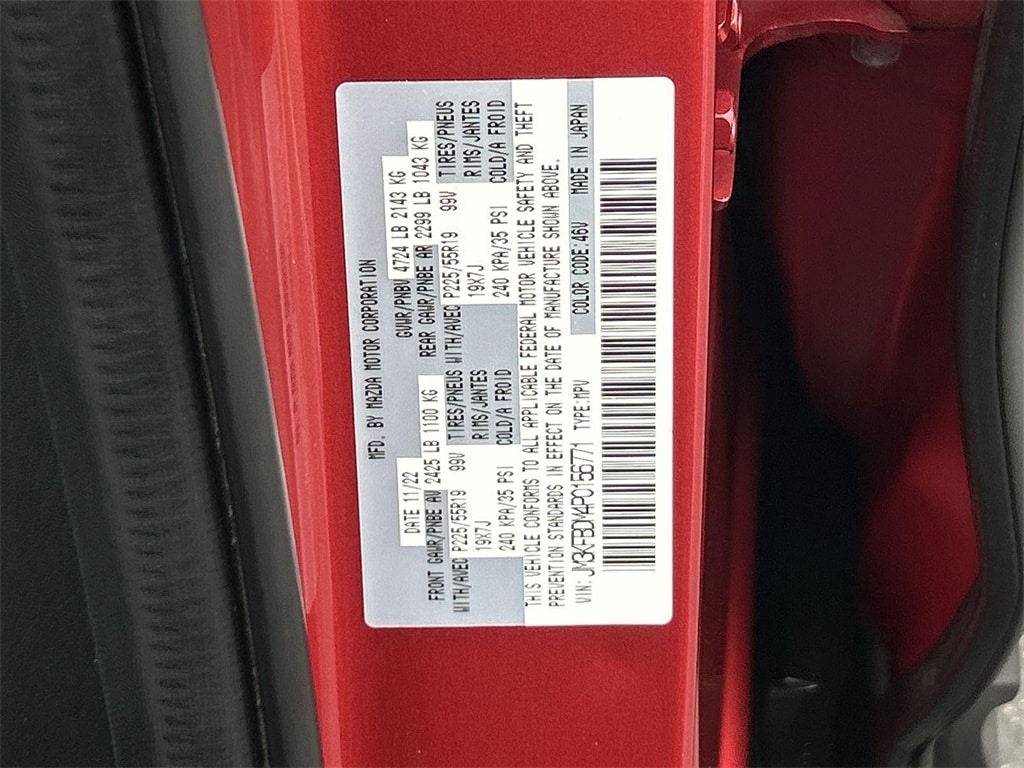 MFD. BY MAZDA MOTOR CORPORATION
DATE 11/22 GVWR/PNBV 4724 LB 2143 KG
FRONT GAWR/PNBE AV 2425 LB 1100 KG REAR GAWR/PNBE AR 2299 LB 1043 KG
WITH/AVEC P225/55R19 99V TIRES/PNEUS WITH/AVEC P225/55R19 99V TIRES/PNEUS
19X7J RIMS/JANTES 19X7J RIMS/JANTES
240 KPA/35 PSI COLD/A FROID 240 KPA/35 PSI COLD/A FROID
THIS VEHICLE CONFORMS TO ALL APPLICABLE FEDERAL MOTOR VEHICLE SAFETY AND THEFT
PREVENTION STANDARDS IN EFFECT ON THE DATE OF MANUFACTURE SHOWN ABOVE.
VIN: JM3KFBDM4P0156771 TYPE:MPV COLOR CODE:46V MADE IN JAPAN